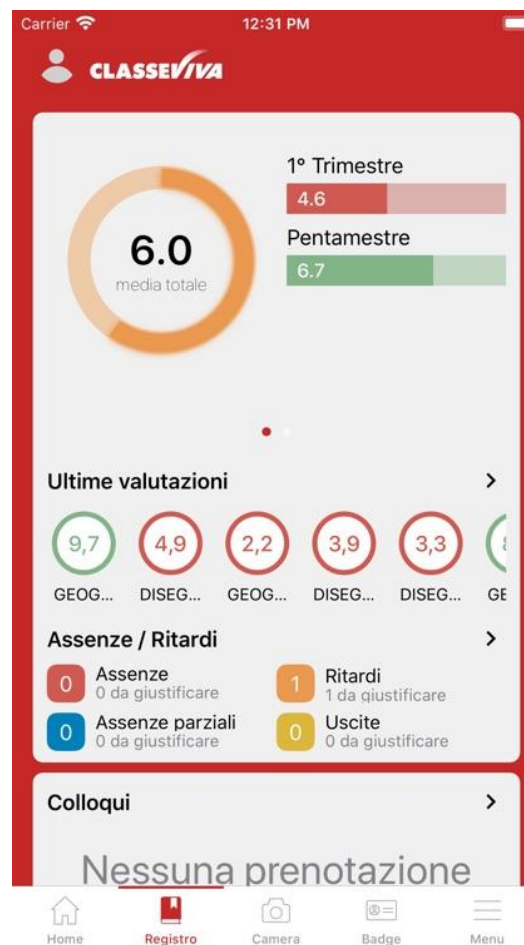 Carrier 12:31 PM
CLASSEVIVA
1° Trimestre
4.6
Pentamestre
6.7
6.0
media totale
Ultime valutazioni
9,7 4,9 2,2 3,9 3,3
GEOG... DISEG... GEOG... DISEG... DISEG... GE
Assenze / Ritardi
0 Assenze
0 da giustificare
1 Ritardi
1 da giustificare
0 Assenze parziali
0 da giustificare
0 Uscite
0 da giustificare
Colloqui
Nessuna prenotazione
Home Registro Camera Badge Menu